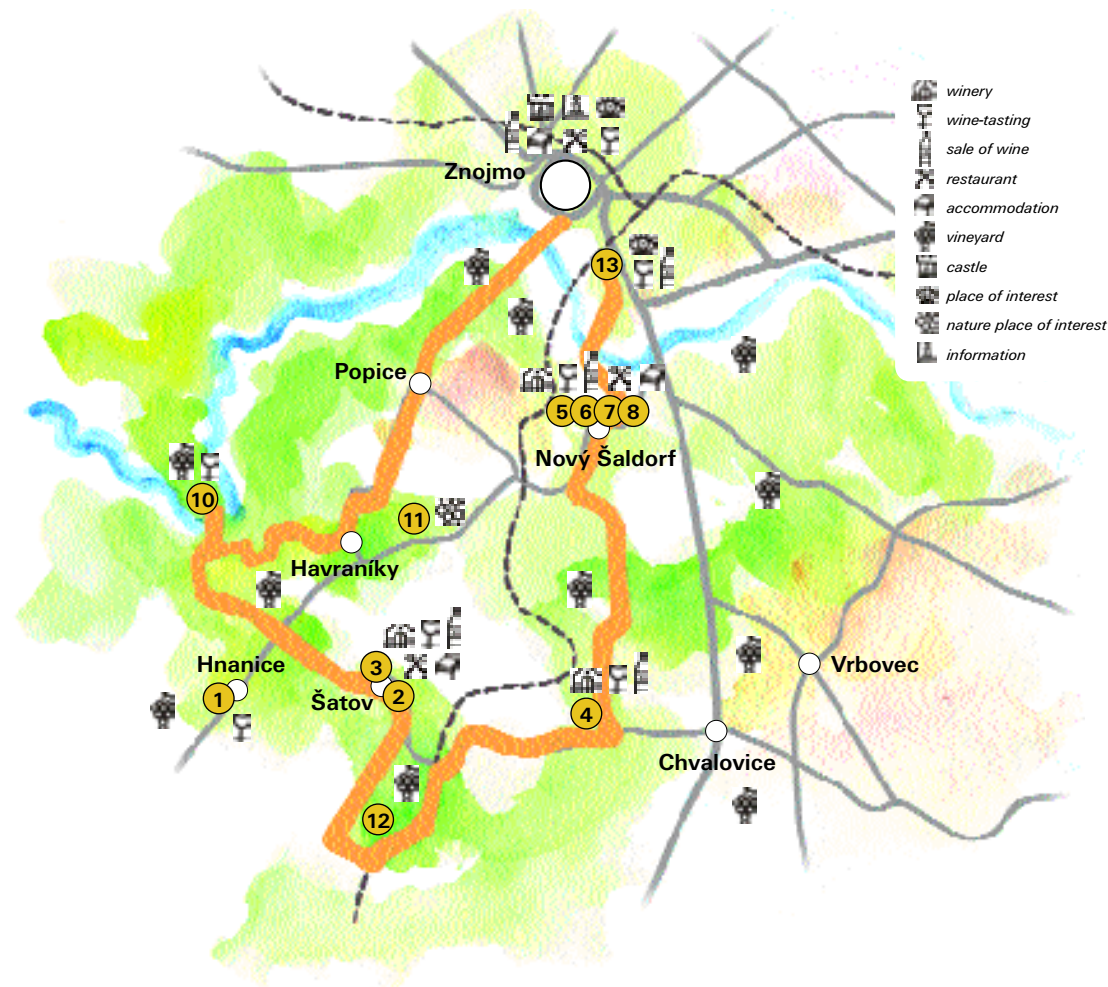 winery
wine-tasting
sale of wine
restaurant
accommodation
vineyard
castle
place of interest
nature place of interest
information
Znojmo
13
Popice
5 6 7 8
Nový Šaldorf
10
11
Havraníky
Hnanice
1
3
Šatov
2
4
Vrbovec
Chvalovice
12